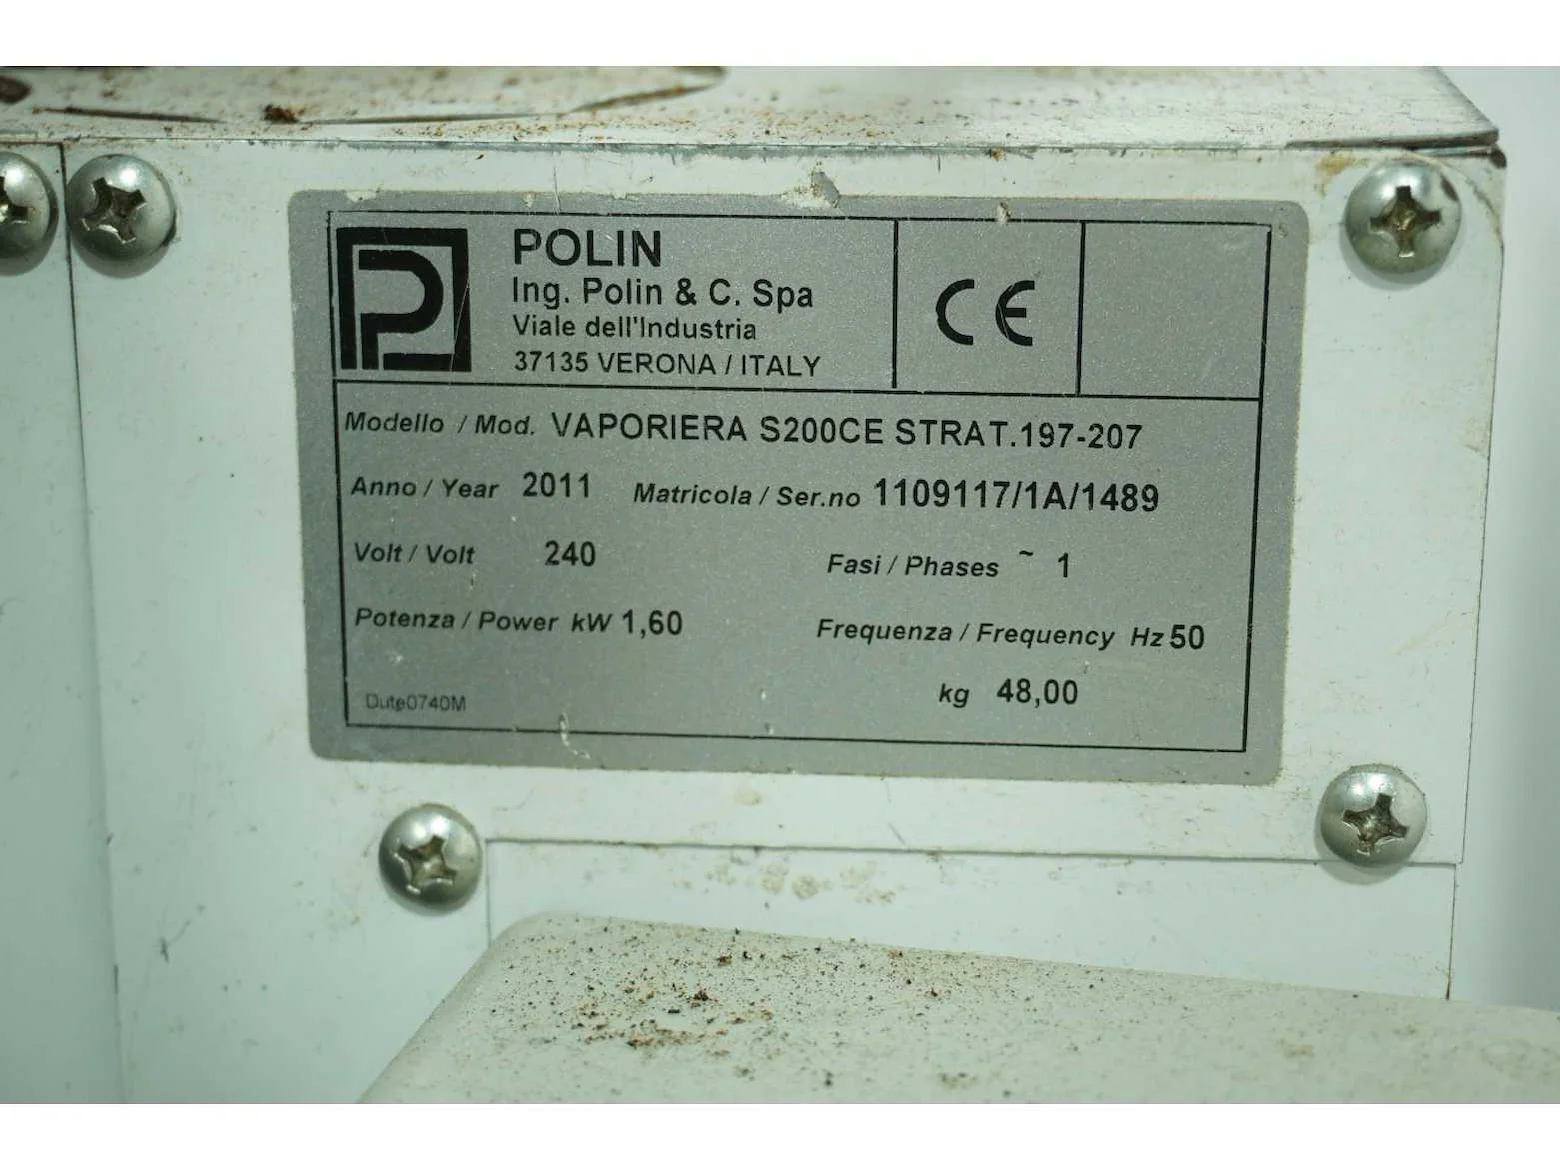 POLIN
Ing. Polin & C. Spa
Viale dell'Industria
37135 VERONA / ITALY
CE
Modello / Mod. VAPORIERA S200CE STRAT.197-207
Anno / Year 2011 Matricola / Ser.no 1109117/1A/1489
Volt / Volt 240 Fasi / Phases ~ 1
Potenza / Power kW 1,60 Frequenza / Frequency Hz 50
kg 48,00
Dute0740M